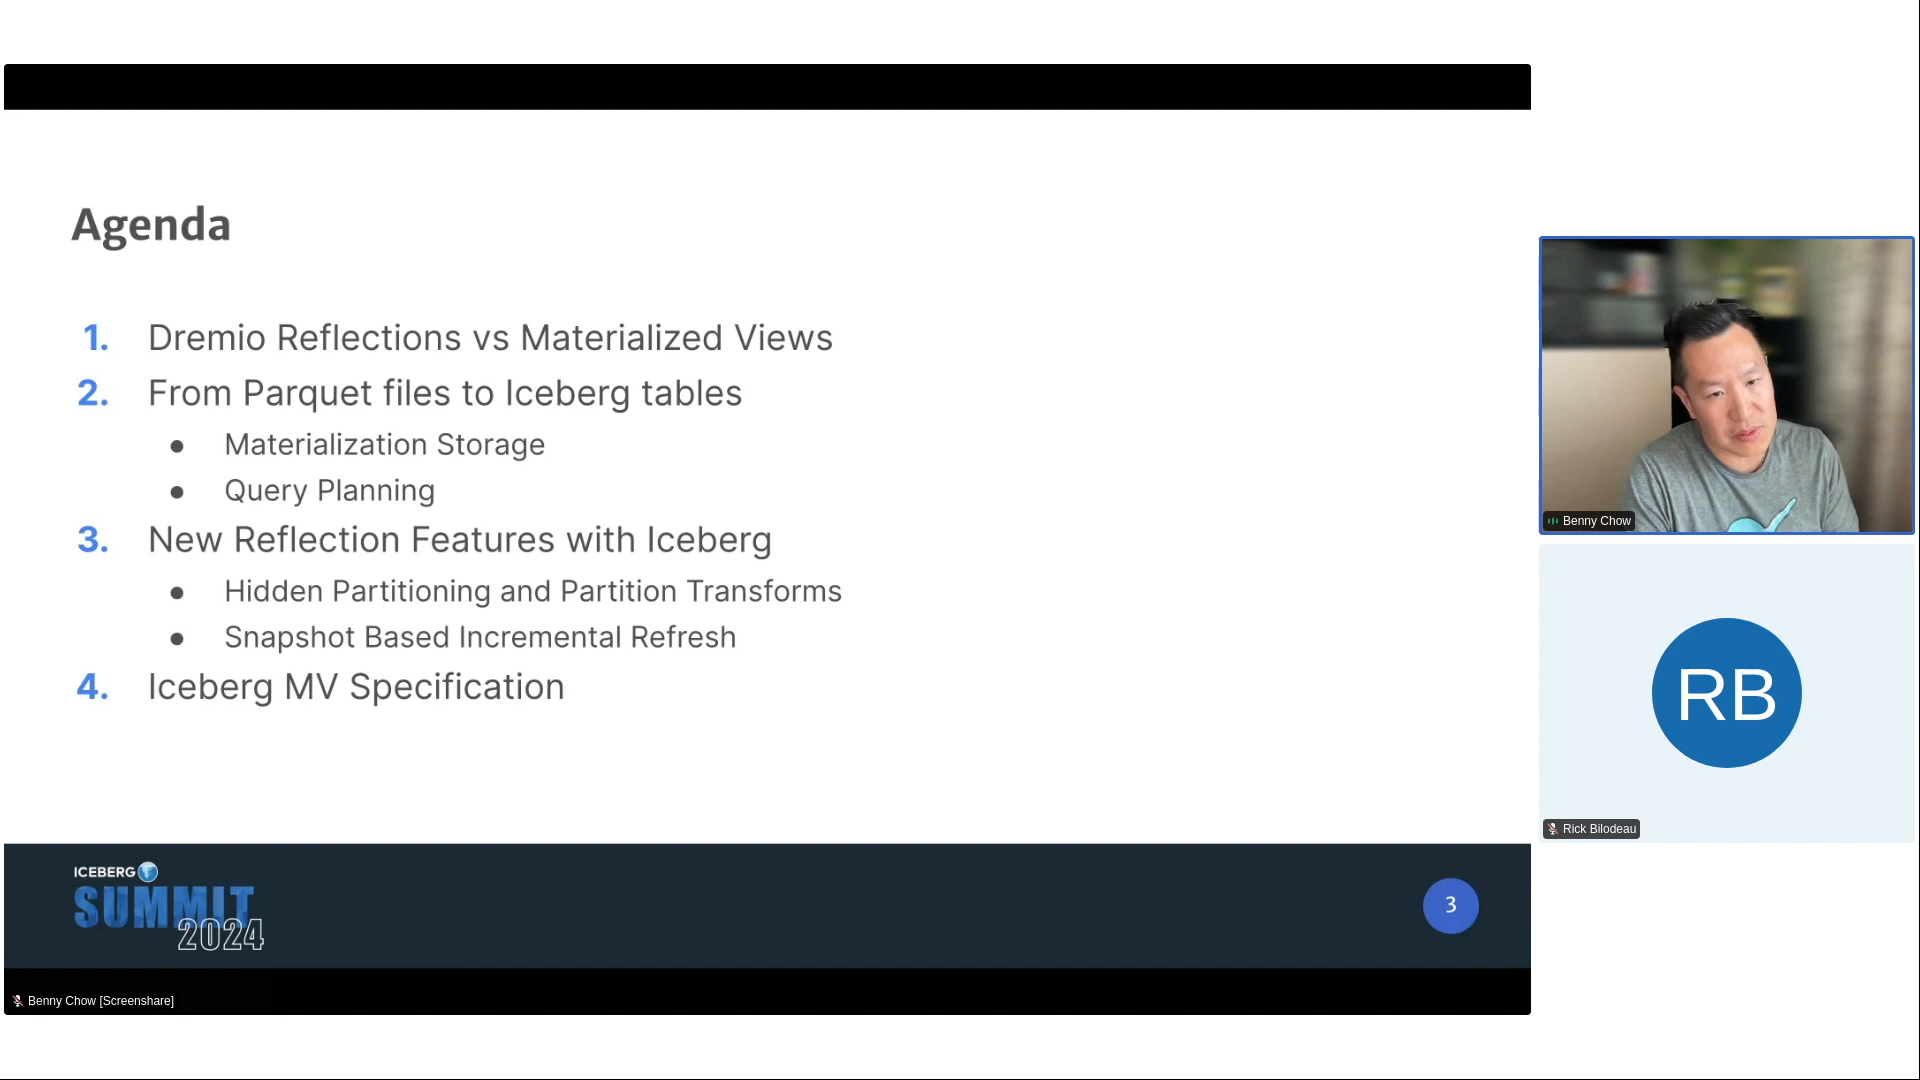 Agenda
1. Dremio Reflections vs Materialized Views
2. From Parquet files to Iceberg tables
● Materialization Storage
● Query Planning
3. New Reflection Features with Iceberg
● Hidden Partitioning and Partition Transforms
● Snapshot Based Incremental Refresh
4. Iceberg MV Specification
ICEBERG
SUMMIT
2024
3
Benny Chow [Screenshare]
Benny Chow
RB
Rick Bilodeau